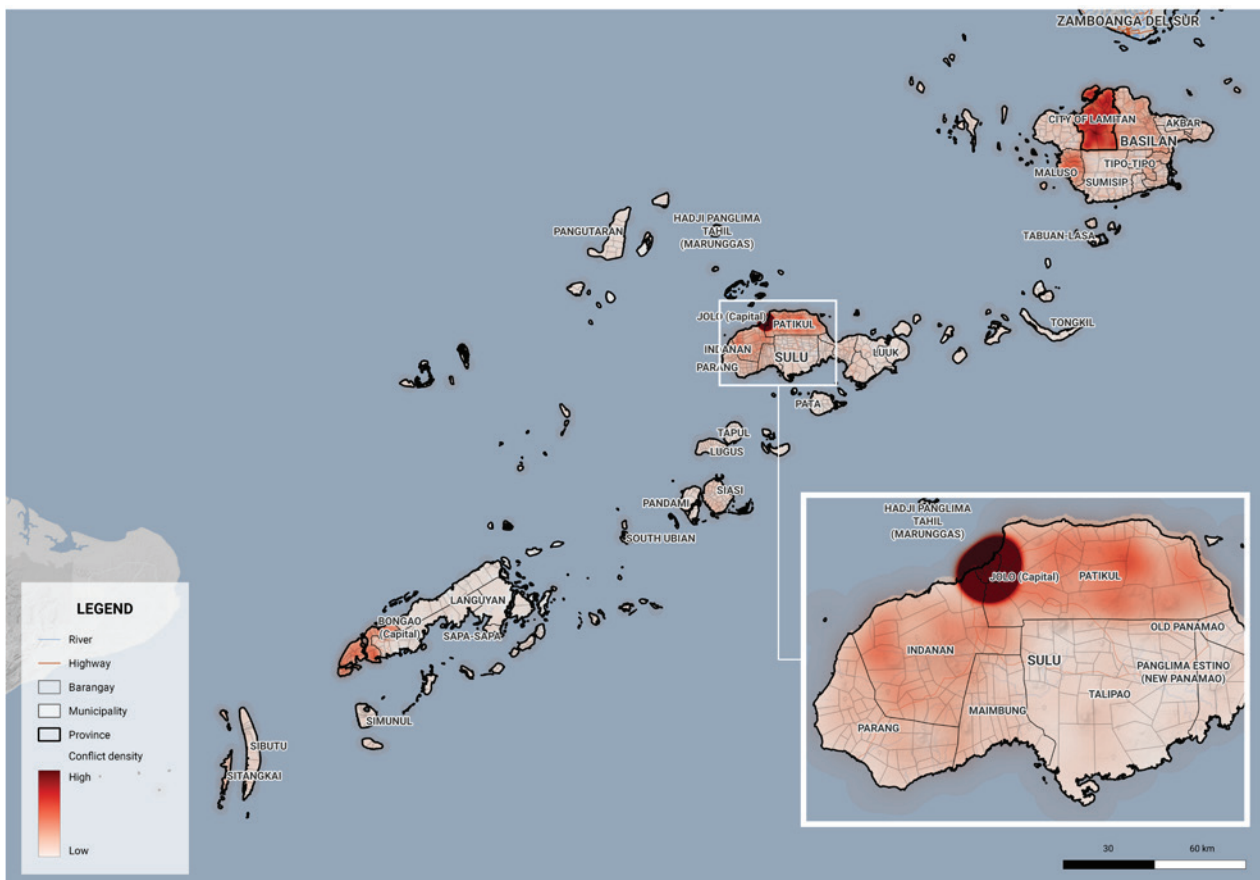 ZAMBOANGA DEL SUR
CITY OF LAMITAN
AKBAR
BASILAN
TIPO-TIPO
MALUSO
SUMISIP
HADJI PANGLIMA
TAHIL
(MARUNGGAS)
PANGUTARAN
TABUAN-LASA
JOLO (Capital)
PATIKUL
TONGKIL
INDANAN
LUUK
SULU
PARANG
PATA
TAPUL
LUGUS
SIASI
PANDAMI
SOUTH UBIAN
LANGUYAN
BONGAO
(Capital)
SAPA-SAPA
SIMUNUL
SIBUTU
SITANGKAI
HADJI PANGLIMA
TAHIL
(MARUNGGAS)
JOLO (Capital)
PATIKUL
OLD PANAMAO
INDANAN
SULU
PANGLIMA ESTINO
(NEW PANAMAO)
TALIPAO
MAIMBUNG
PARANG
LEGEND
River
Highway
Barangay
Municipality
Province
Conflict density
High
Low
30
60 km